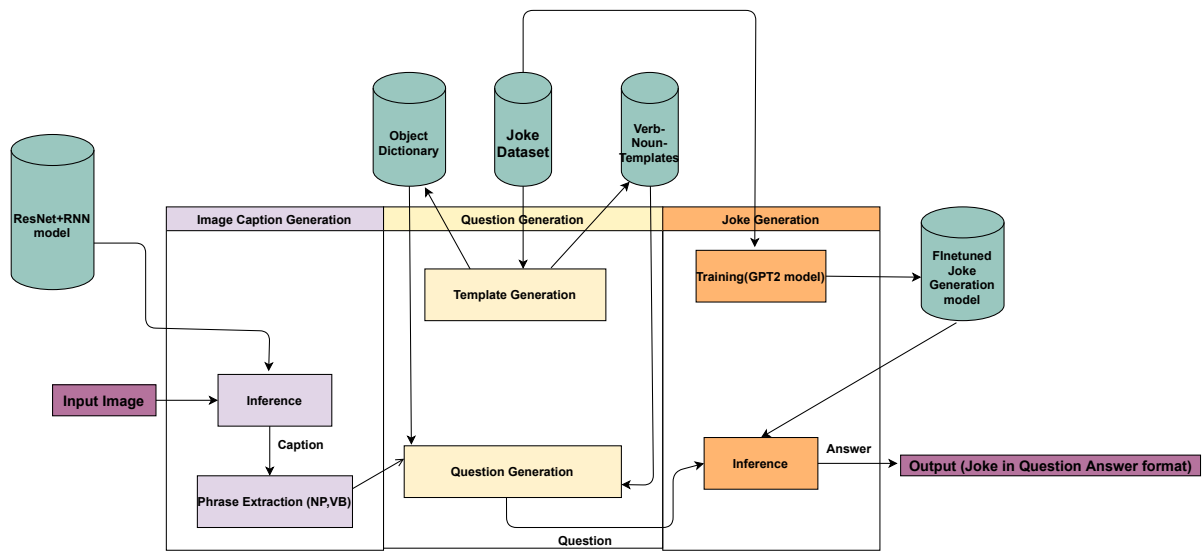 Object
Dictionary
Joke
Dataset
Verb-
Noun-
Templates
ResNet+RNN
model
Image Caption Generation
Question Generation
Joke Generation
FInetuned
Joke
Generation
model
Template Generation
Training(GPT2 model)
Input Image
Inference
Caption
Phrase Extraction (NP,VB)
Question Generation
Question
Inference
Answer
Output (Joke in Question Answer format)